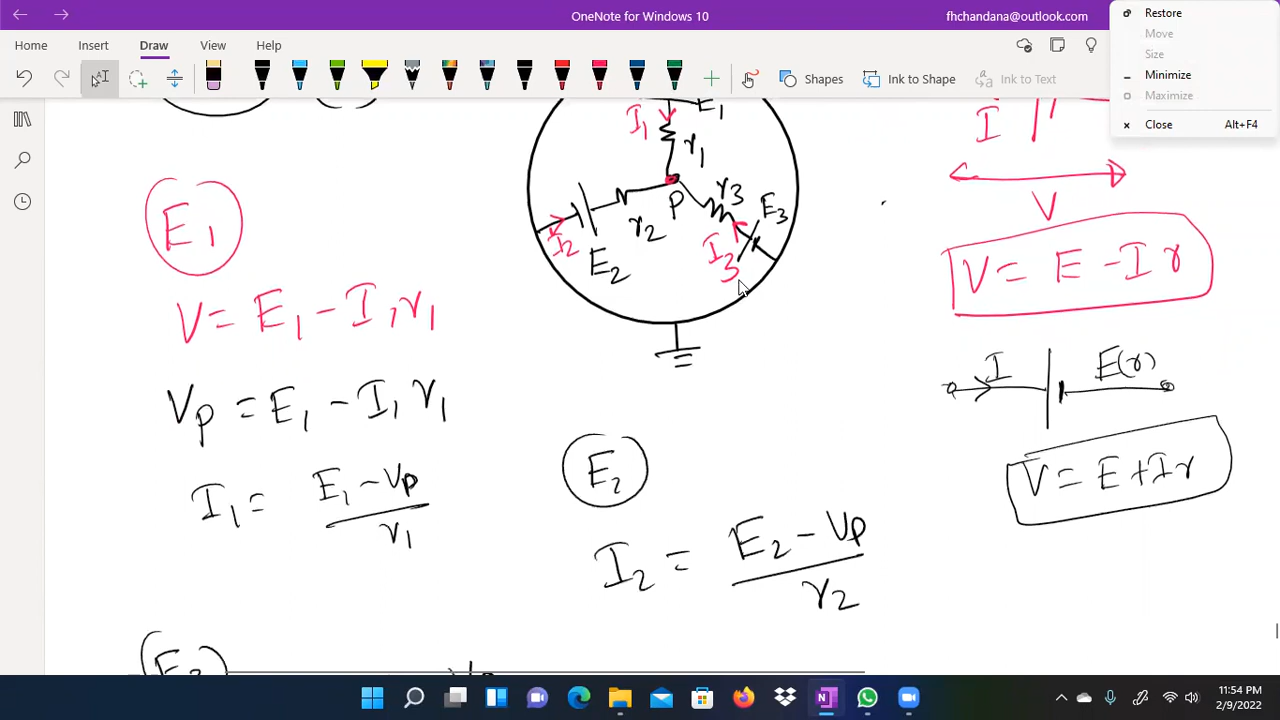 OneNote for Windows 10
fhchandana@outlook.com
Restore
Move
Size
Minimize
Maximize
Close Alt+F4
Home Insert Draw View Help
Shapes Ink to Shape Ink to Text
E1
I1
r1
P
r3
E3
I3
r2
I2
E2
I
V
V = E - Ir
I E(r)
V = E + Ir
E1
V = E1 - I1r1
Vp = E1 - I1r1
I1 = E1 - Vp
r1
E2
I2 = E2 - Vp
r2
11:54 PM
2/9/2022